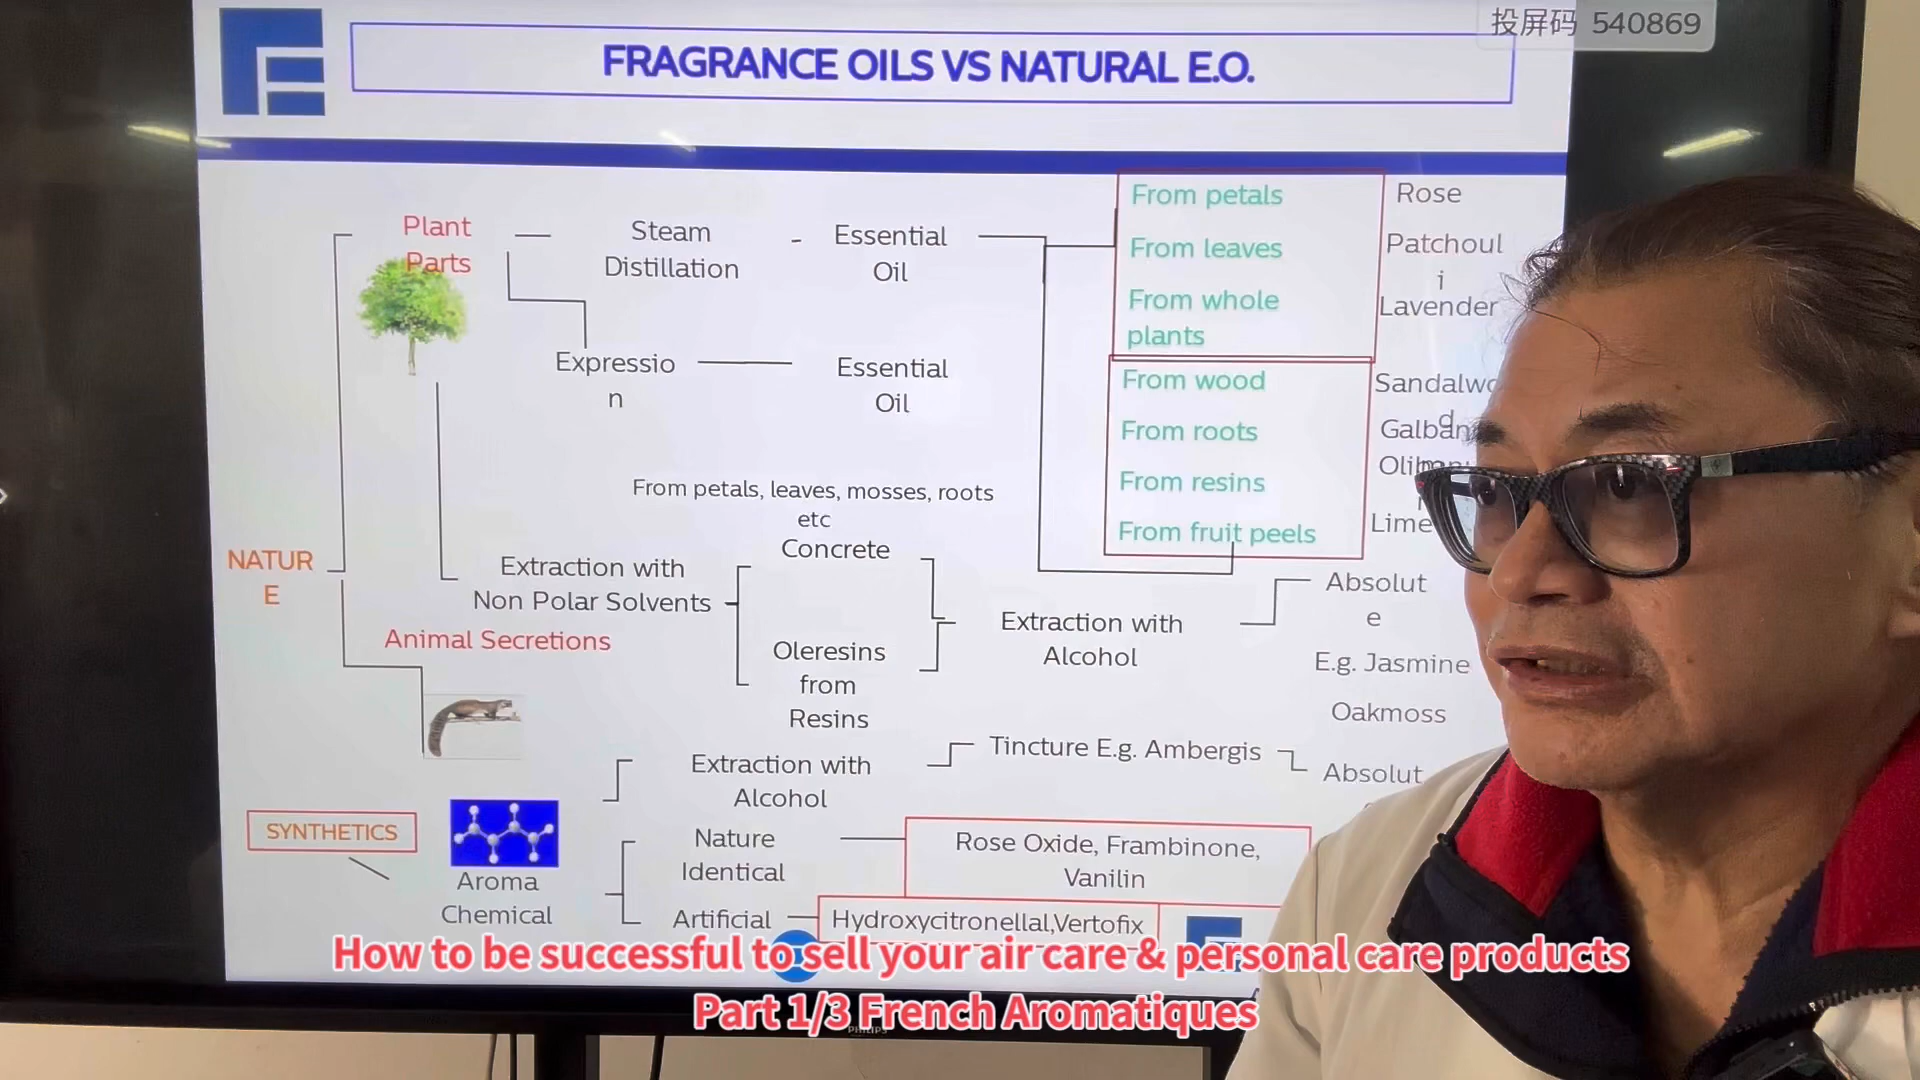 投屏码 540869
FRAGRANCE OILS VS NATURAL E.O.
Plant
Parts
Steam
Distillation
-
Essential
Oil
From petals
Rose
From leaves
Patchoul
i
From whole
plants
Lavender
Expressio
n
Essential
Oil
From wood
Sandalwo
d
From roots
Galban
From resins
From fruit peels
Lime
From petals, leaves, mosses, roots
etc
NATUR
E
Extraction with
Non Polar Solvents
Concrete
Oleresins
from
Resins
Extraction with
Alcohol
Absolut
e
E.g. Jasmine
Oakmoss
Animal Secretions
Extraction with
Alcohol
Tincture E.g. Ambergis
Absolut
SYNTHETICS
Aroma
Chemical
Nature
Identical
Rose Oxide, Frambinone,
Vanilin
Artificial
Hydroxycitronellal,Vertofix
How to be successful to sell your air care & personal care products
Part 1/3 French Aromatiques
PHILIPS